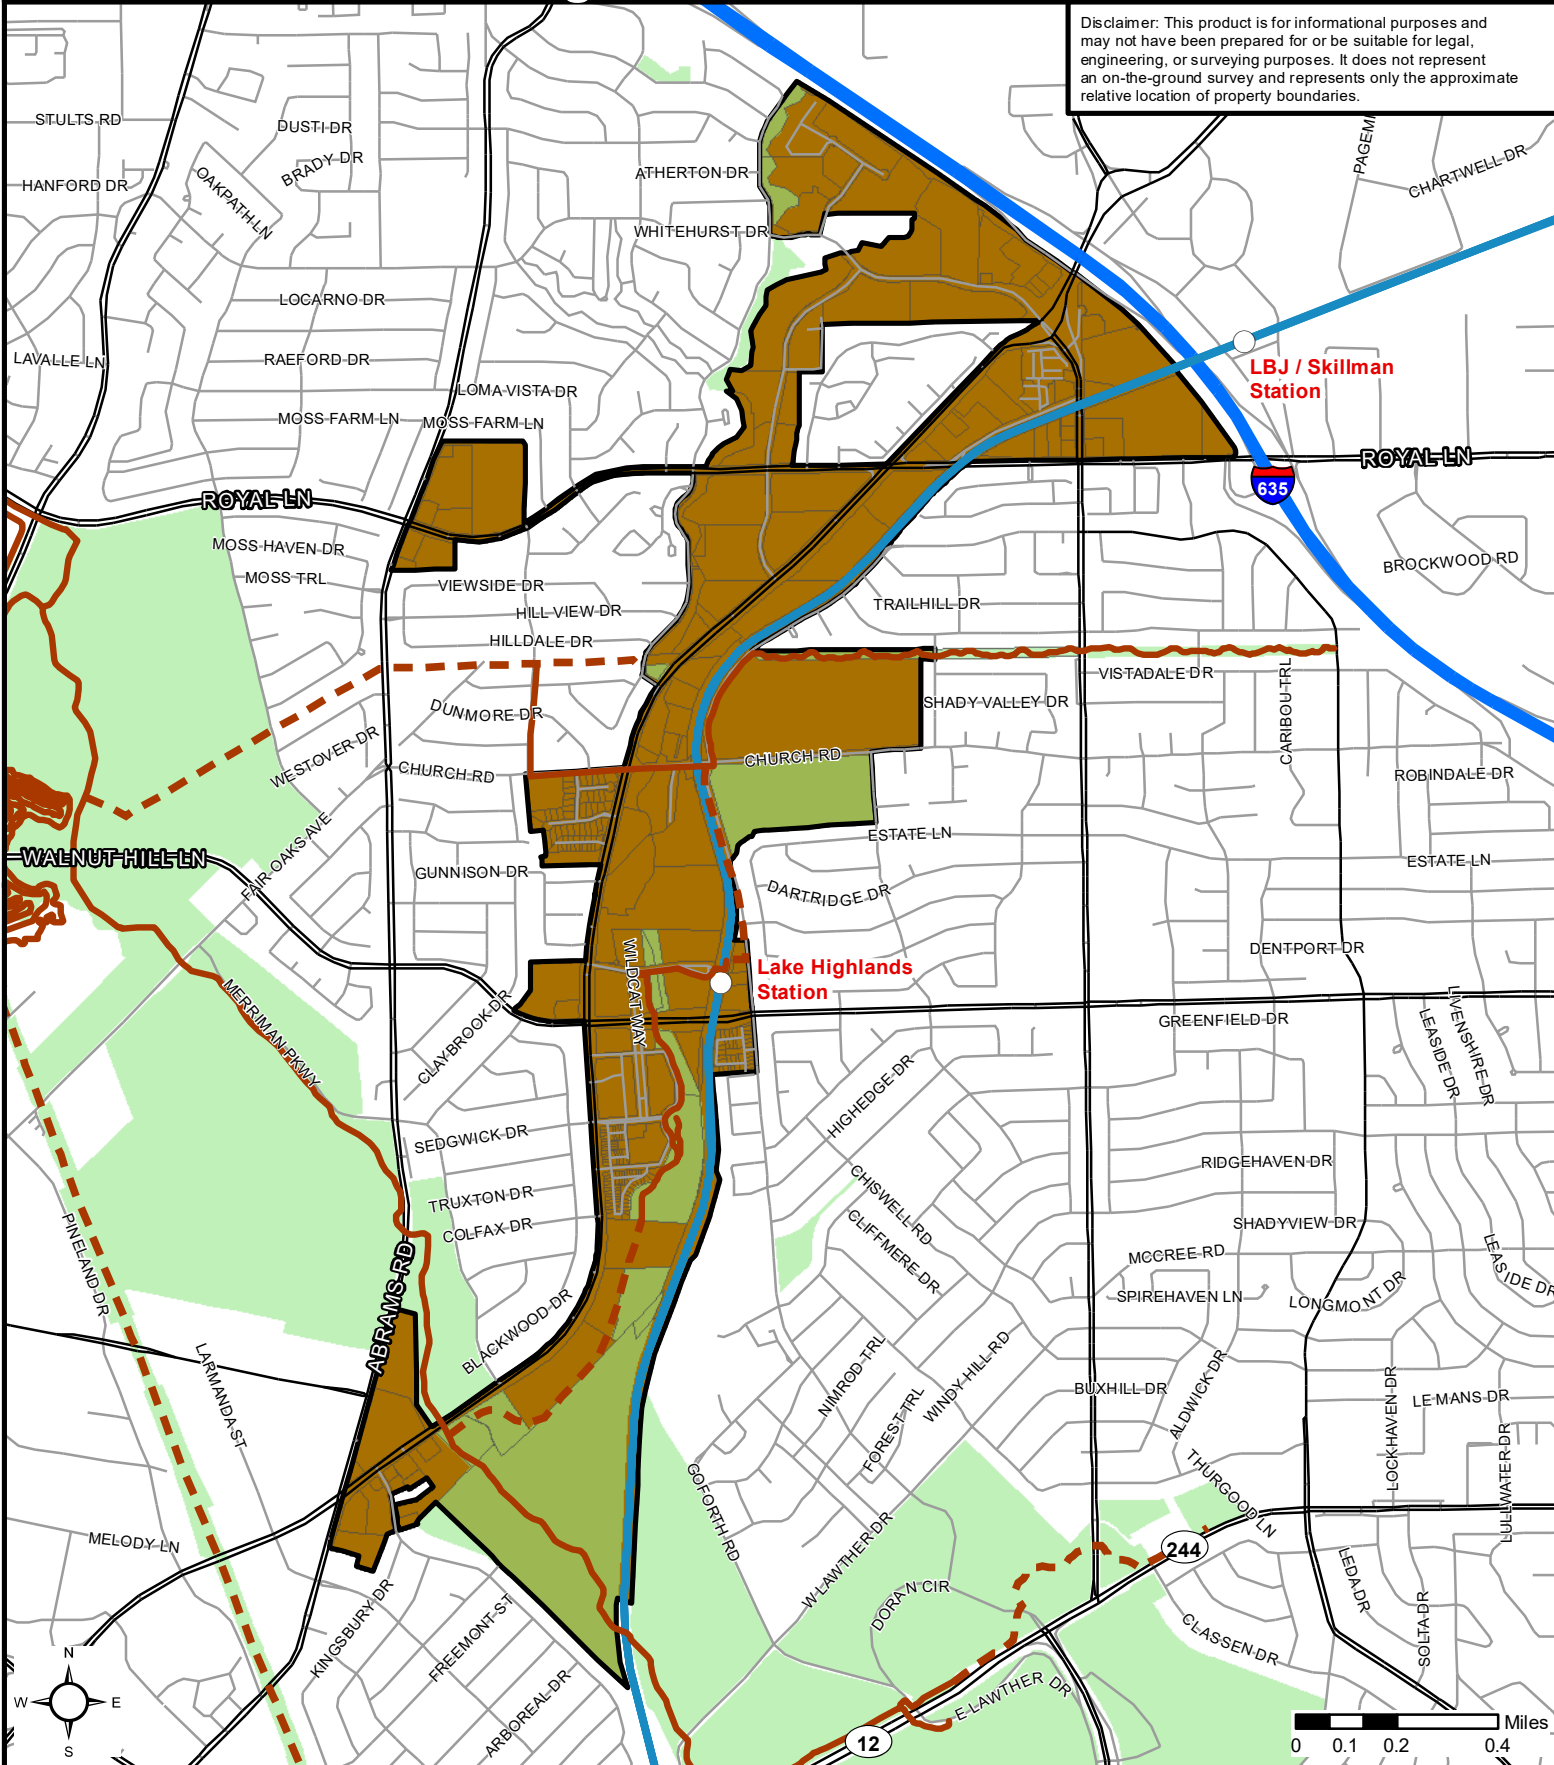 Disclaimer: This product is for informational purposes and
may not have been prepared for or be suitable for legal,
engineering, or surveying purposes. It does not represent
an on-the-ground survey and represents only the approximate
relative location of property boundaries.
STULTS RD
DUSTI DR
BRADY DR
HANFORD DR
OAKPATH LN
ATHERTON DR
CHARTWELL DR
WHITEHURST DR
LOCARNO DR
LAVALLE LN
RAEFORD DR
LBJ / Skillman
Station
LOMA VISTA DR
MOSS FARM LN
MOSS FARM LN
ROYAL LN
ROYAL LN
635
MOSS HAVEN DR
MOSS TRL
VIEWSIDE DR
BROCKWOOD RD
HILL VIEW DR
TRAILHILL DR
HILLDALE DR
VISTADALE DR
CARIBOU TRL
DUNMORE DR
SHADY VALLEY DR
WESTOVER DR
CHURCH RD
CHURCH RD
ROBINDALE DR
FAIR OAKS AVE
ESTATE LN
WALNUT HILL LN
GUNNISON DR
ESTATE LN
DARTRIDGE DR
DENTPORT DR
WILDCAT WAY
Lake Highlands
Station
MERRIMAN PKWY
CLAYBROOK DR
GREENFIELD DR
LEASIDE DR
LIVENSHIRE DR
HIGHEDGE DR
SEDGWICK DR
RIDGEHAVEN DR
CHISWELL RD
TRUXTON DR
COLFAX DR
CLIFFMERE DR
SHADYVIEW DR
PINELAND DR
MCCREE RD
LEASIDE DR
ABRAMS RD
SPIREHAVEN LN
LONGMONT DR
BLACKWOOD DR
LARMANDA ST
NIMROD TRL
WINDY HILL RD
FOREST TRL
BUXHILL DR
ALDWICK DR
LOCKHAVEN DR
LE MANS DR
LULLWATER DR
GOFORTH RD
THURGOOD LN
MELODY LN
W LAWTHER DR
244
DORAN CIR
LEDA DR
SOLTA DR
KINGSBURY DR
FREEMONT ST
CLASSEN DR
ARBOREAL DR
E LAWTHER DR
12
N
W
E
S
Miles
0 0.1 0.2 0.4